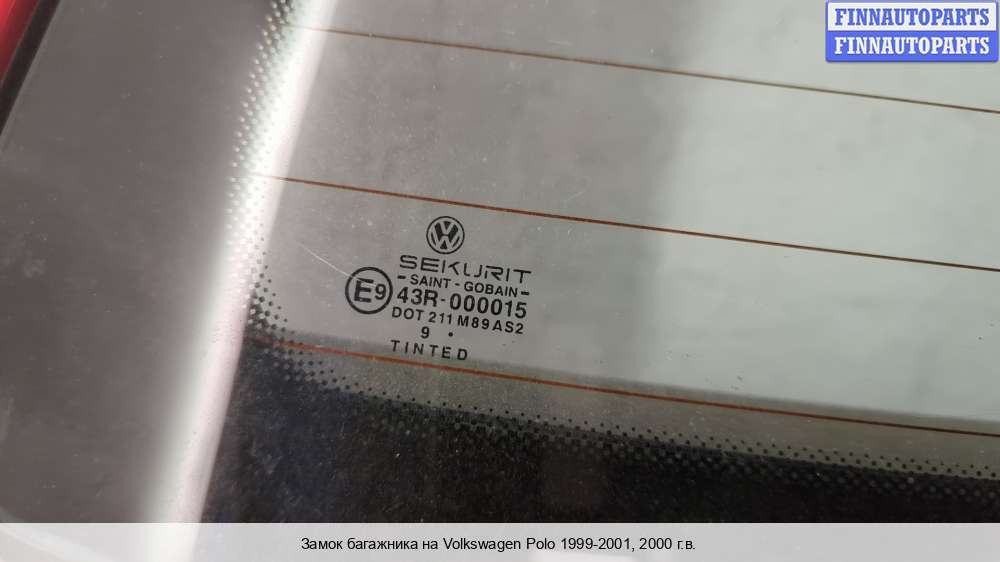 FINNAUTOPARTS
FINNAUTOPARTS
SEKURIT
- SAINT - GOBAIN -
E9 43R-000015
DOT 211 M89 AS2
9 .
TINTED
Замок багажника на Volkswagen Polo 1999-2001, 2000 г.в.